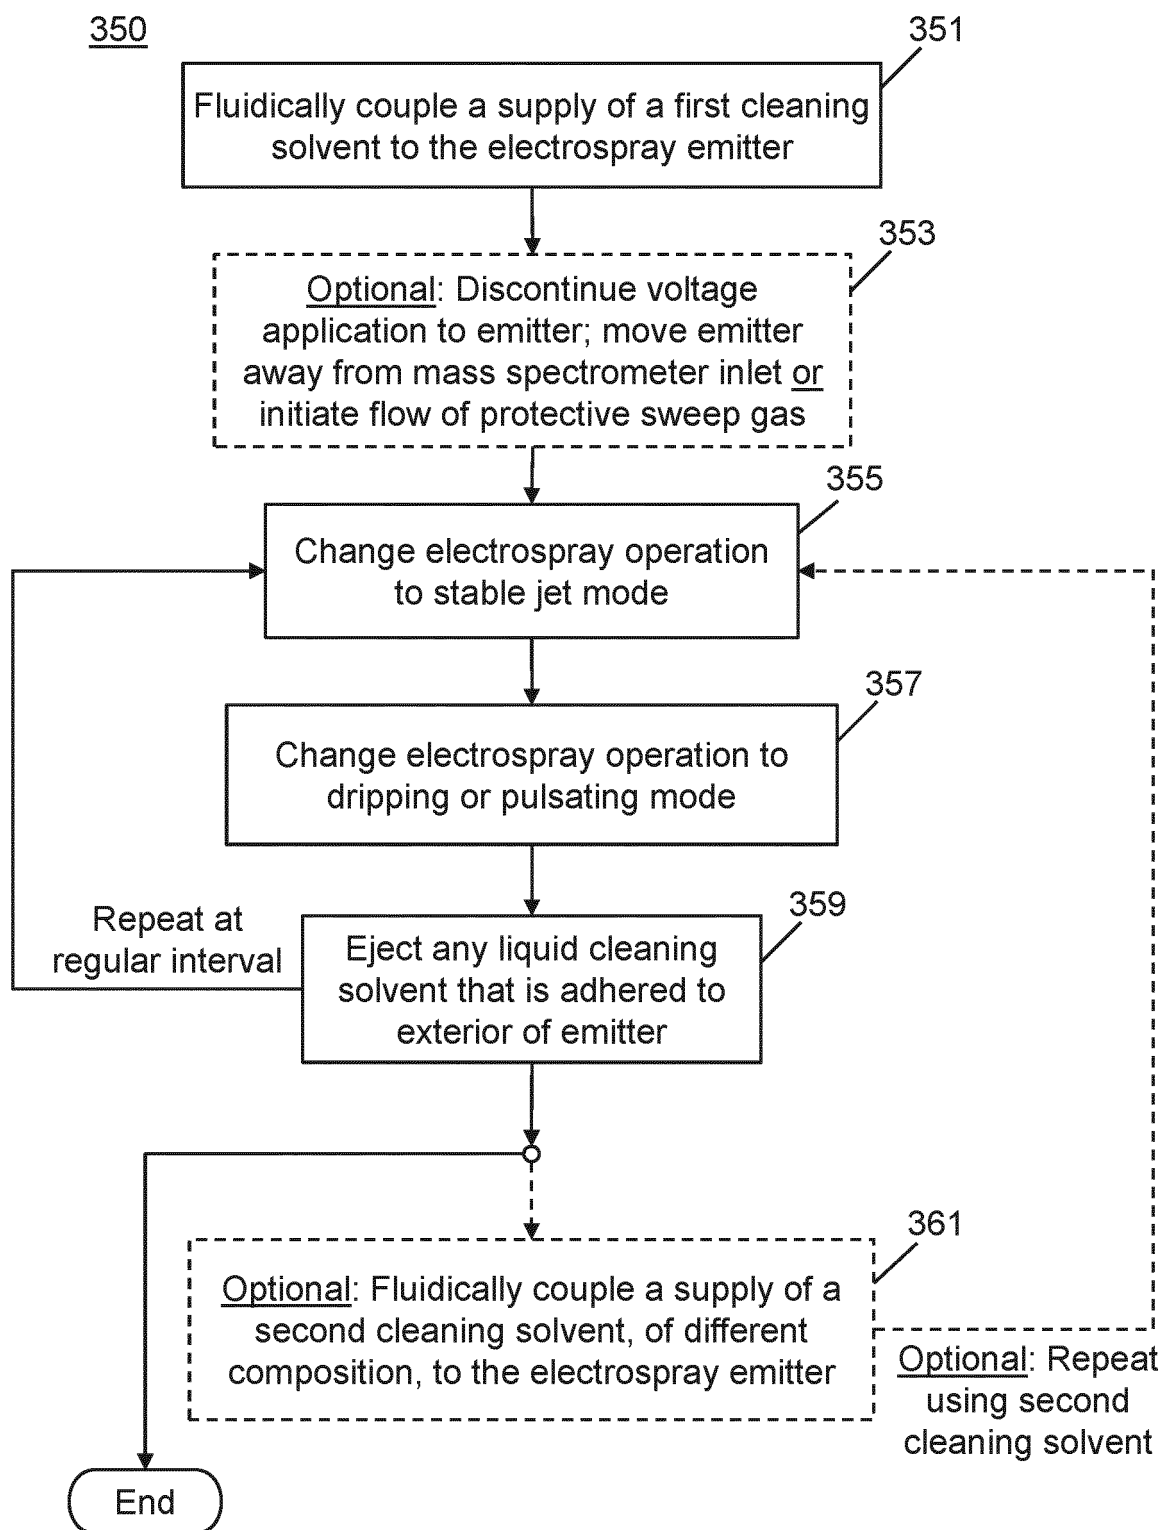 350
351
Fluidically couple a supply of a first cleaning
solvent to the electrospray emitter
353
Optional: Discontinue voltage
application to emitter; move emitter
away from mass spectrometer inlet or
initiate flow of protective sweep gas
355
Change electrospray operation
to stable jet mode
357
Change electrospray operation to
dripping or pulsating mode
359
Repeat at
regular interval
Eject any liquid cleaning
solvent that is adhered to
exterior of emitter
361
Optional: Fluidically couple a supply of a
second cleaning solvent, of different
composition, to the electrospray emitter
Optional: Repeat
using second
cleaning solvent
End